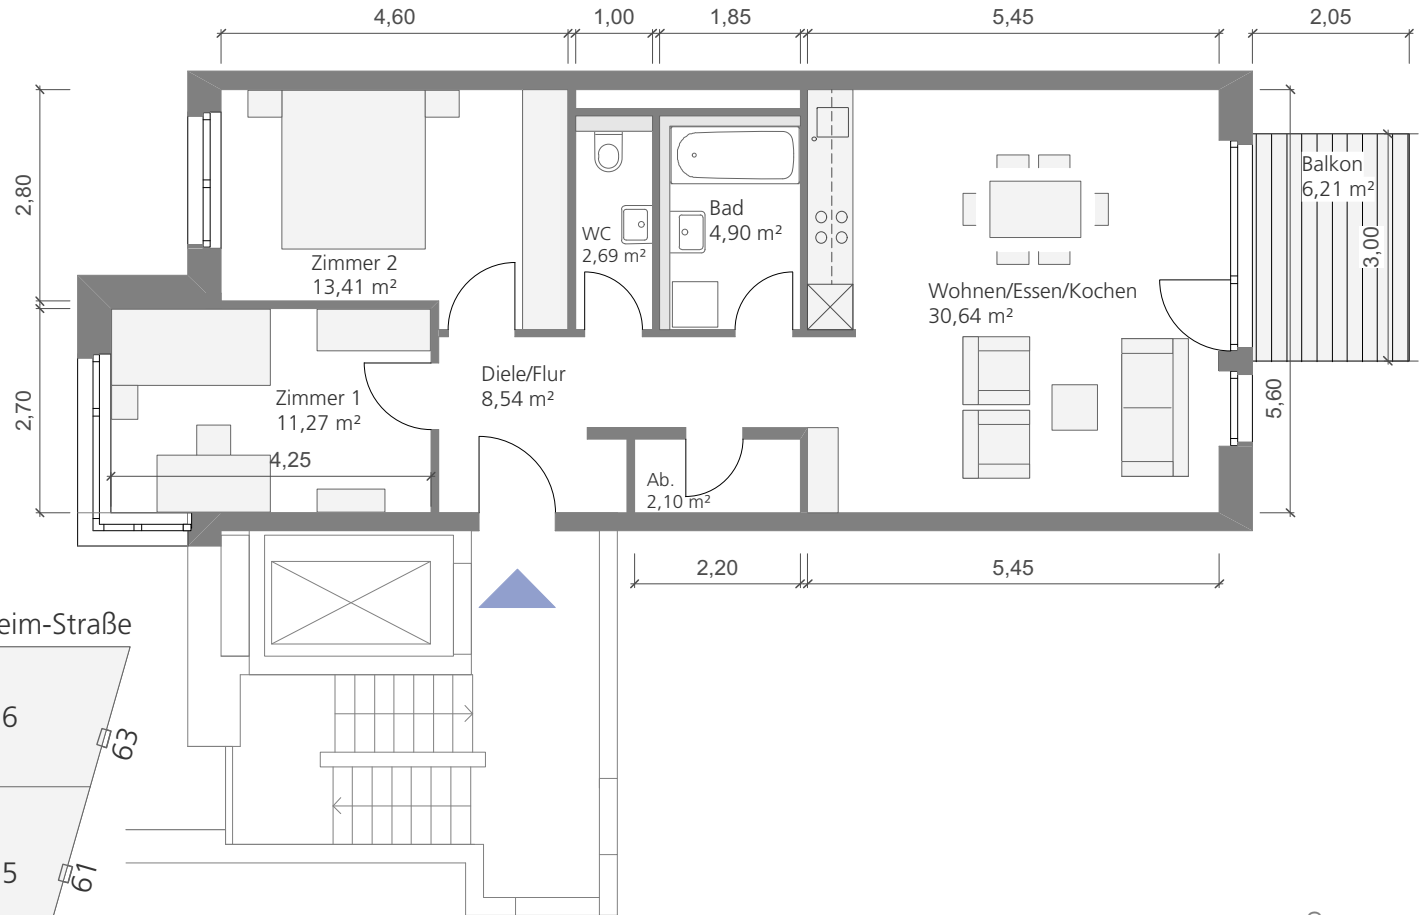 4,60
1,00
1,85
5,45
2,05
2,80
2,70
Zimmer 2
13,41 m²
WC
2,69 m²
Bad
4,90 m²
Wohnen/Essen/Kochen
30,64 m²
Balkon
6,21 m²
3,00
5,60
Zimmer 1
11,27 m²
4,25
Diele/Flur
8,54 m²
Ab.
2,10 m²
2,20
5,45
eim-Straße
6
63
5
61